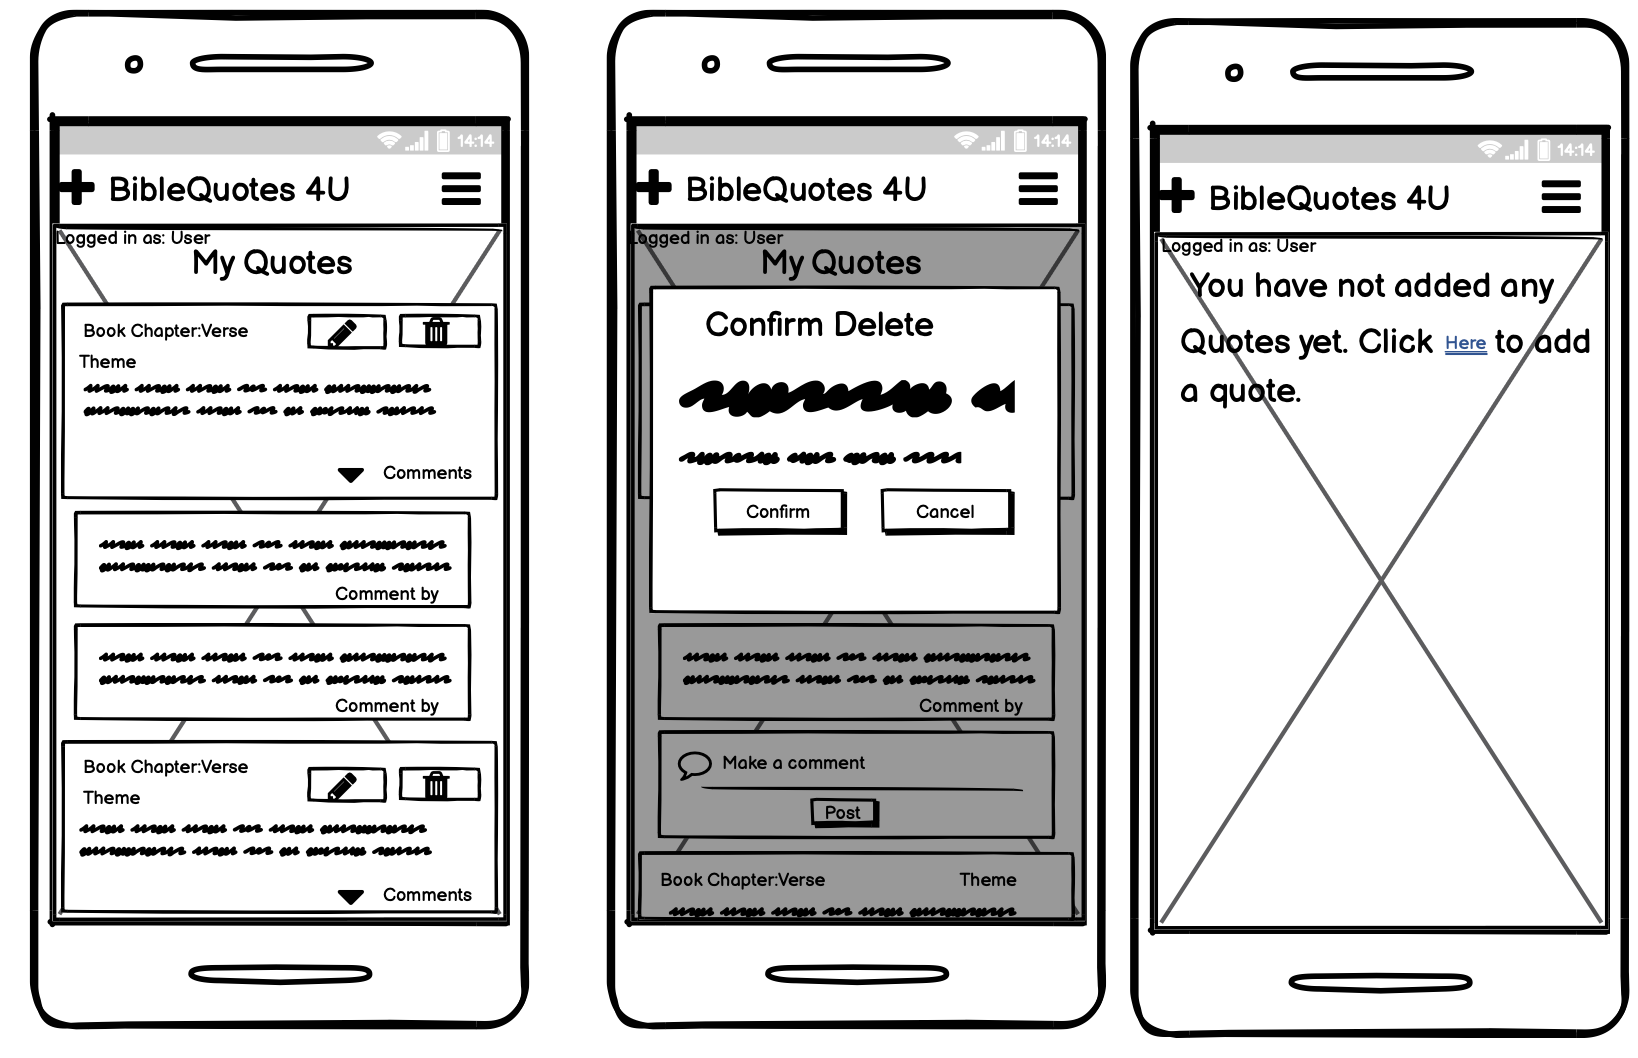 14:14
BibleQuotes 4U
Logged in as: User
My Quotes
Book Chapter:Verse
Theme
Comments
Comment by
Comment by
Book Chapter:Verse
Theme
Comments
14:14
BibleQuotes 4U
Logged in as: User
My Quotes
Confirm Delete
Confirm
Cancel
Comment by
Make a comment
Post
Book Chapter:Verse
Theme
14:14
BibleQuotes 4U
Logged in as: User
You have not added any
Quotes yet. Click Here to add
a quote.